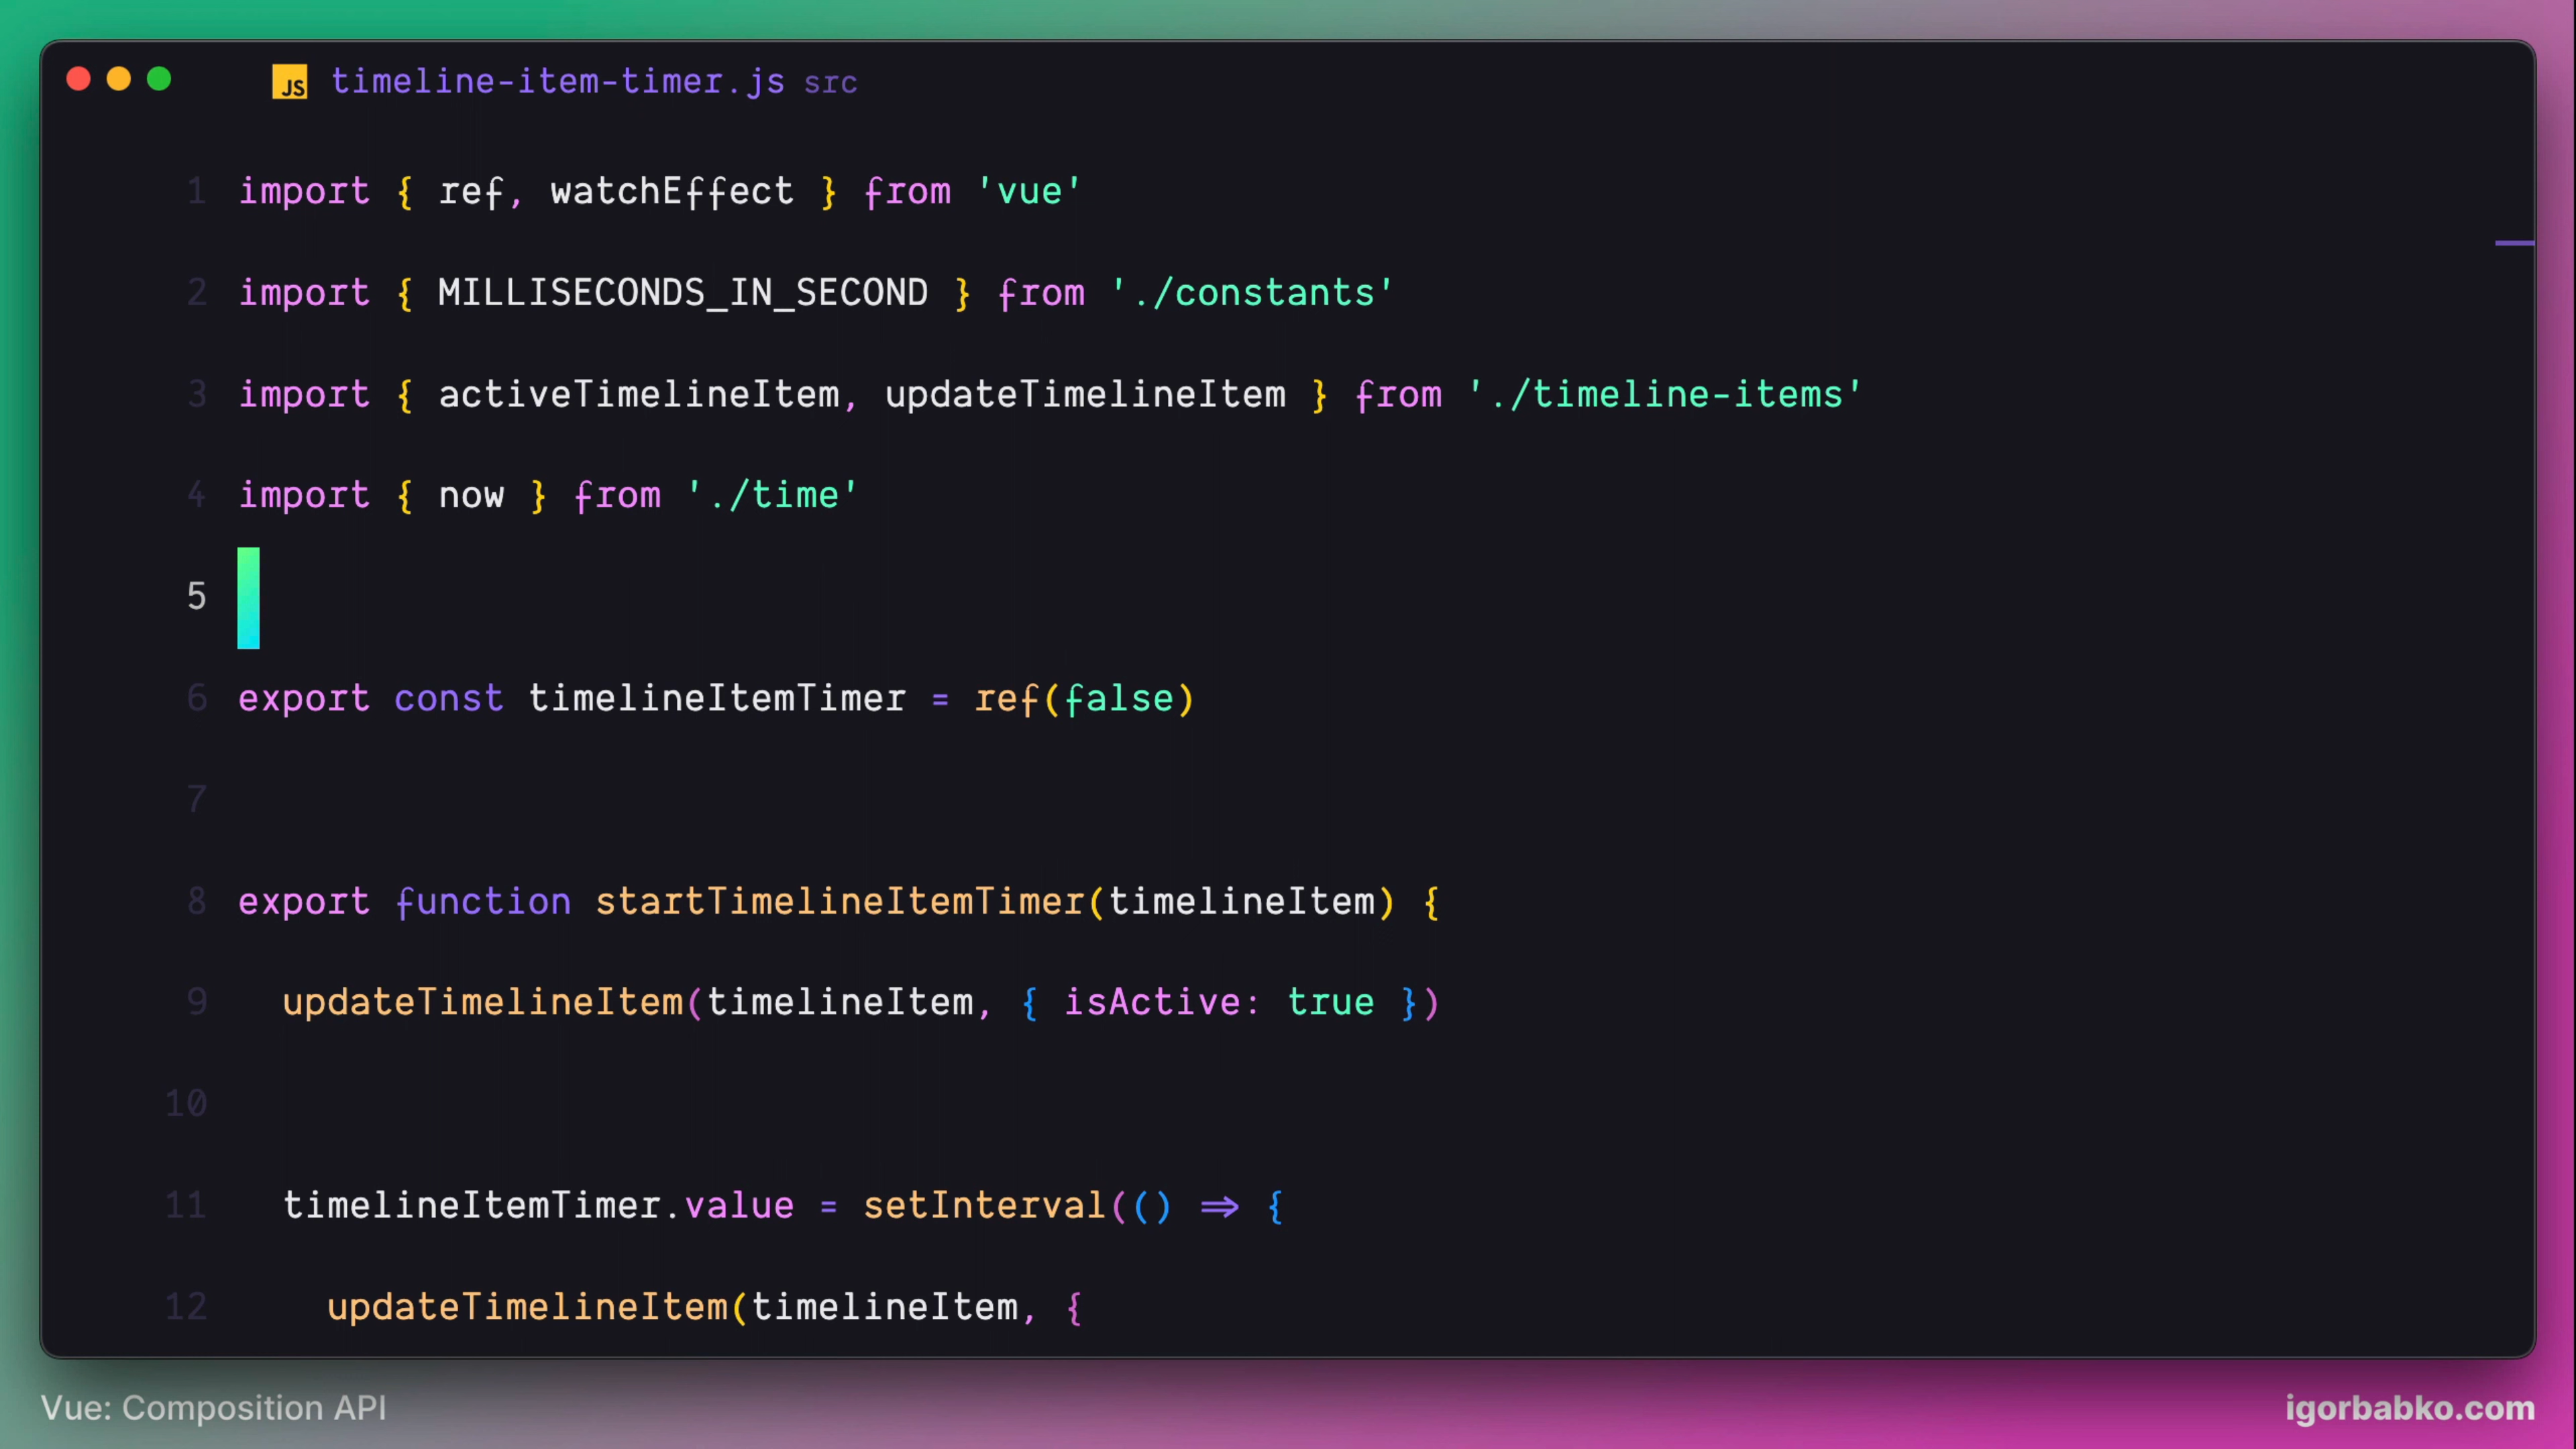 JS timeline-item-timer.js src
1 import { ref, watchEffect } from 'vue'
2 import { MILLISECONDS_IN_SECOND } from './constants'
3 import { activeTimelineItem, updateTimelineItem } from './timeline-items'
4 import { now } from './time'
5
6 export const timelineItemTimer = ref(false)
7
8 export function startTimelineItemTimer(timelineItem) {
9 updateTimelineItem(timelineItem, { isActive: true })
10
11 timelineItemTimer.value = setInterval(() => {
12 updateTimelineItem(timelineItem, {
Vue: Composition API
igorbabko.com